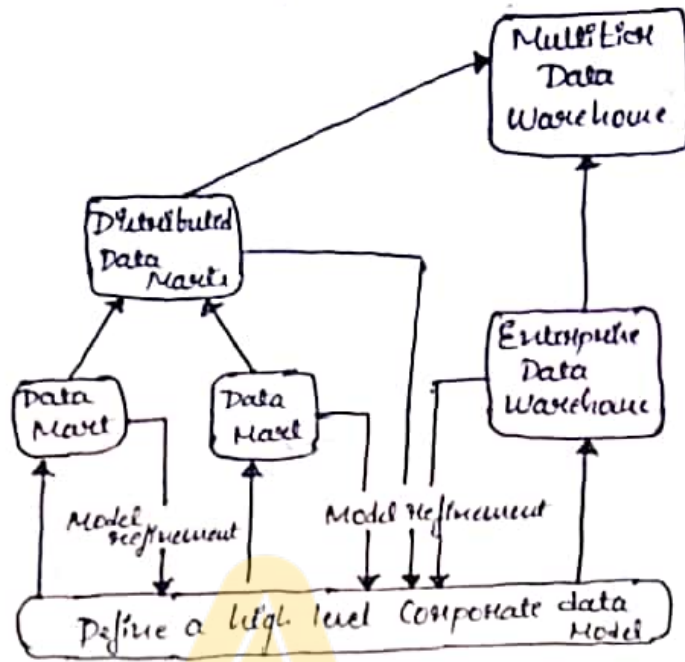 Multitier
Data
Warehouse
Distributed
Data
Marts
Enterprise
Data
Warehouse
Data
Mart
Data
Mart
Model
refinement
Model refinement
Define a high level Corporate data
Model